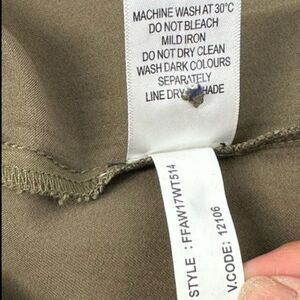 MACHINE WASH AT 30°C
DO NOT BLEACH
MILD IRON
DO NOT DRY CLEAN
WASH DARK COLOURS
SEPARATELY
LINE DRY HADE
STYLE : FFAW17WT514
V.CODE: 12106